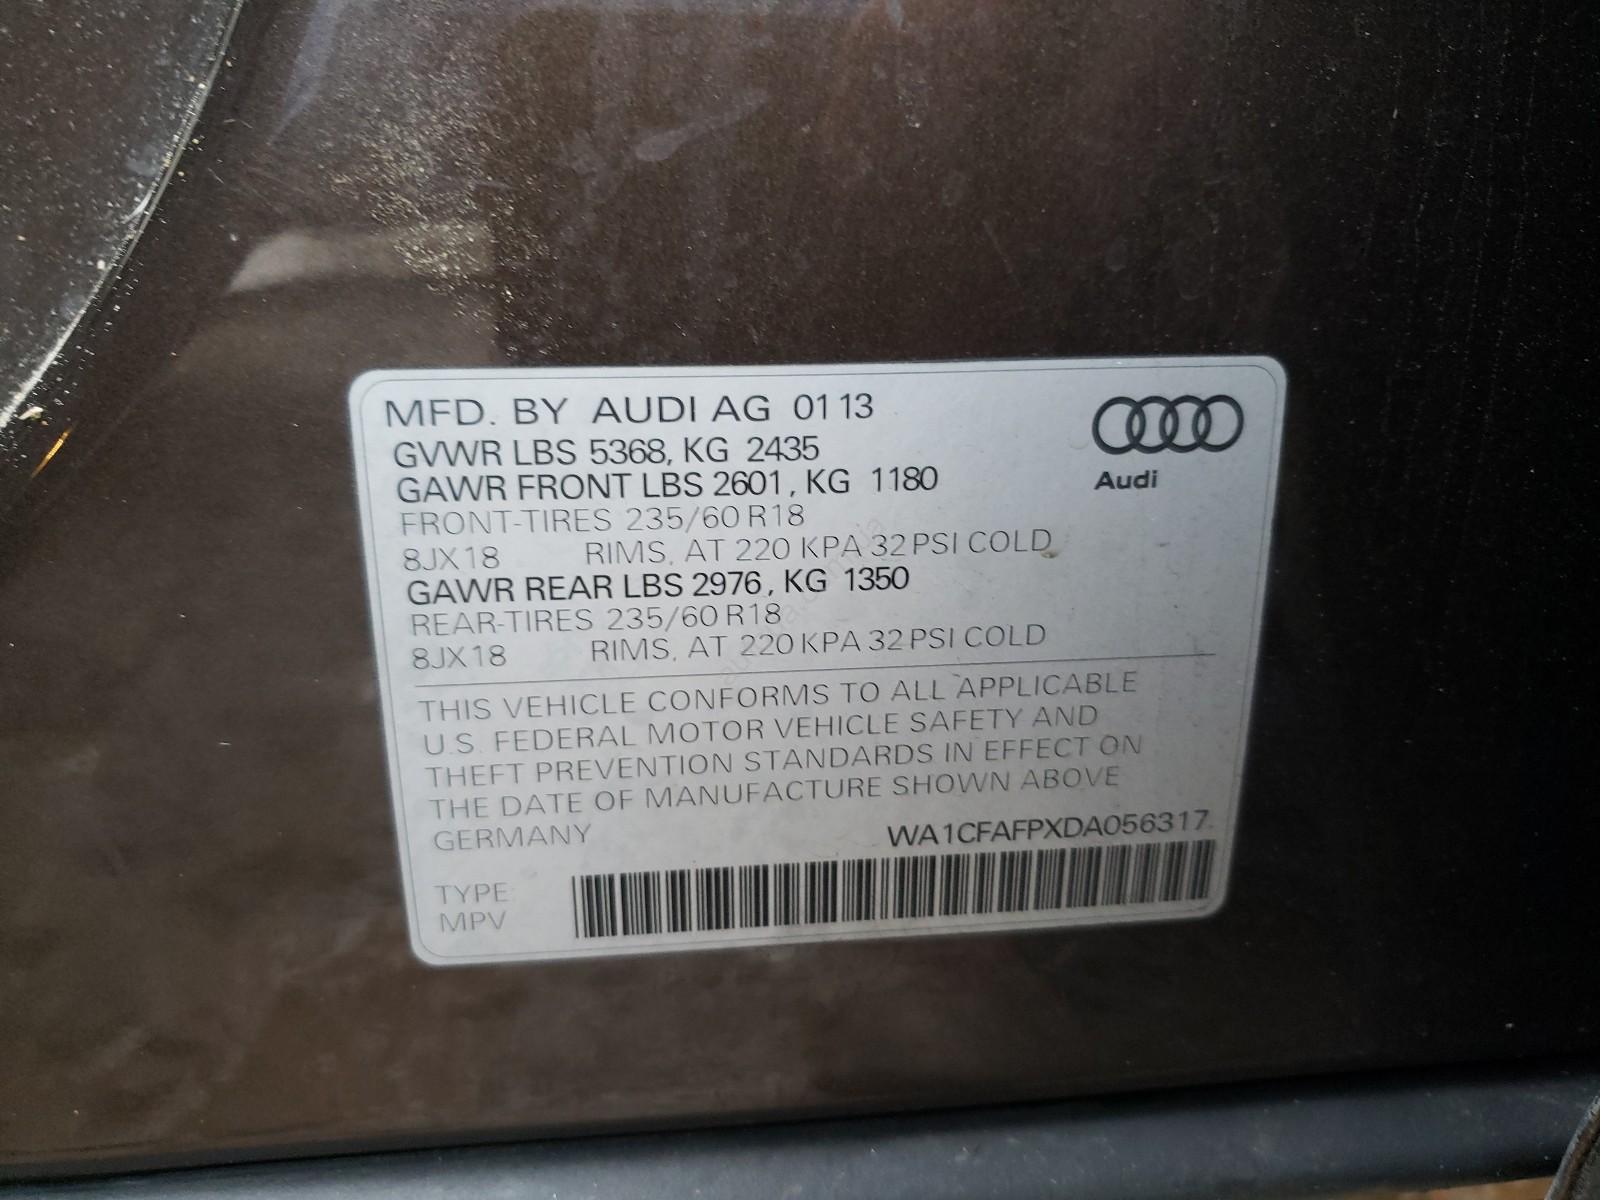 MFD. BY AUDI AG 01 13
GVWR LBS 5368, KG 2435
GAWR FRONT LBS 2601, KG 1180
FRONT-TIRES 235/60 R18
8JX18 RIMS, AT 220 KPA 32 PSI COLD
GAWR REAR LBS 2976, KG 1350
REAR-TIRES 235/60 R18
8JX18 RIMS, AT 220 KPA 32 PSI COLD
Audi
THIS VEHICLE CONFORMS TO ALL APPLICABLE
U.S. FEDERAL MOTOR VEHICLE SAFETY AND
THEFT PREVENTION STANDARDS IN EFFECT ON
THE DATE OF MANUFACTURE SHOWN ABOVE
GERMANY WA1CFAFPXDA056317
TYPE:
MPV